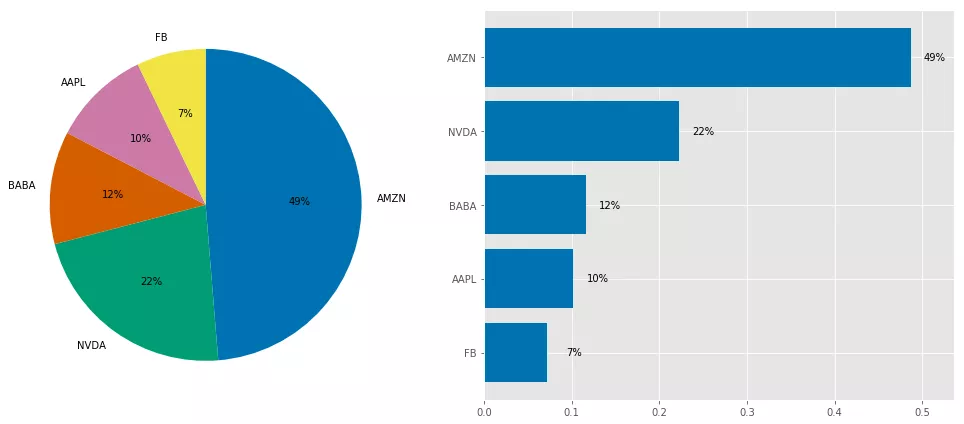 FB
AAPL
7%
10%
BABA
12%
49%
AMZN
22%
NVDA
AMZN
49%
NVDA
22%
BABA
12%
AAPL
10%
FB
7%
0.0 0.1 0.2 0.3 0.4 0.5